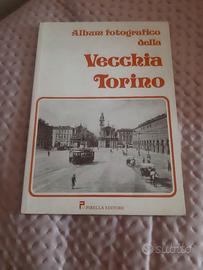 Album fotografico
della
Vecchia
Torino
PIRELLA EDITORE
subito